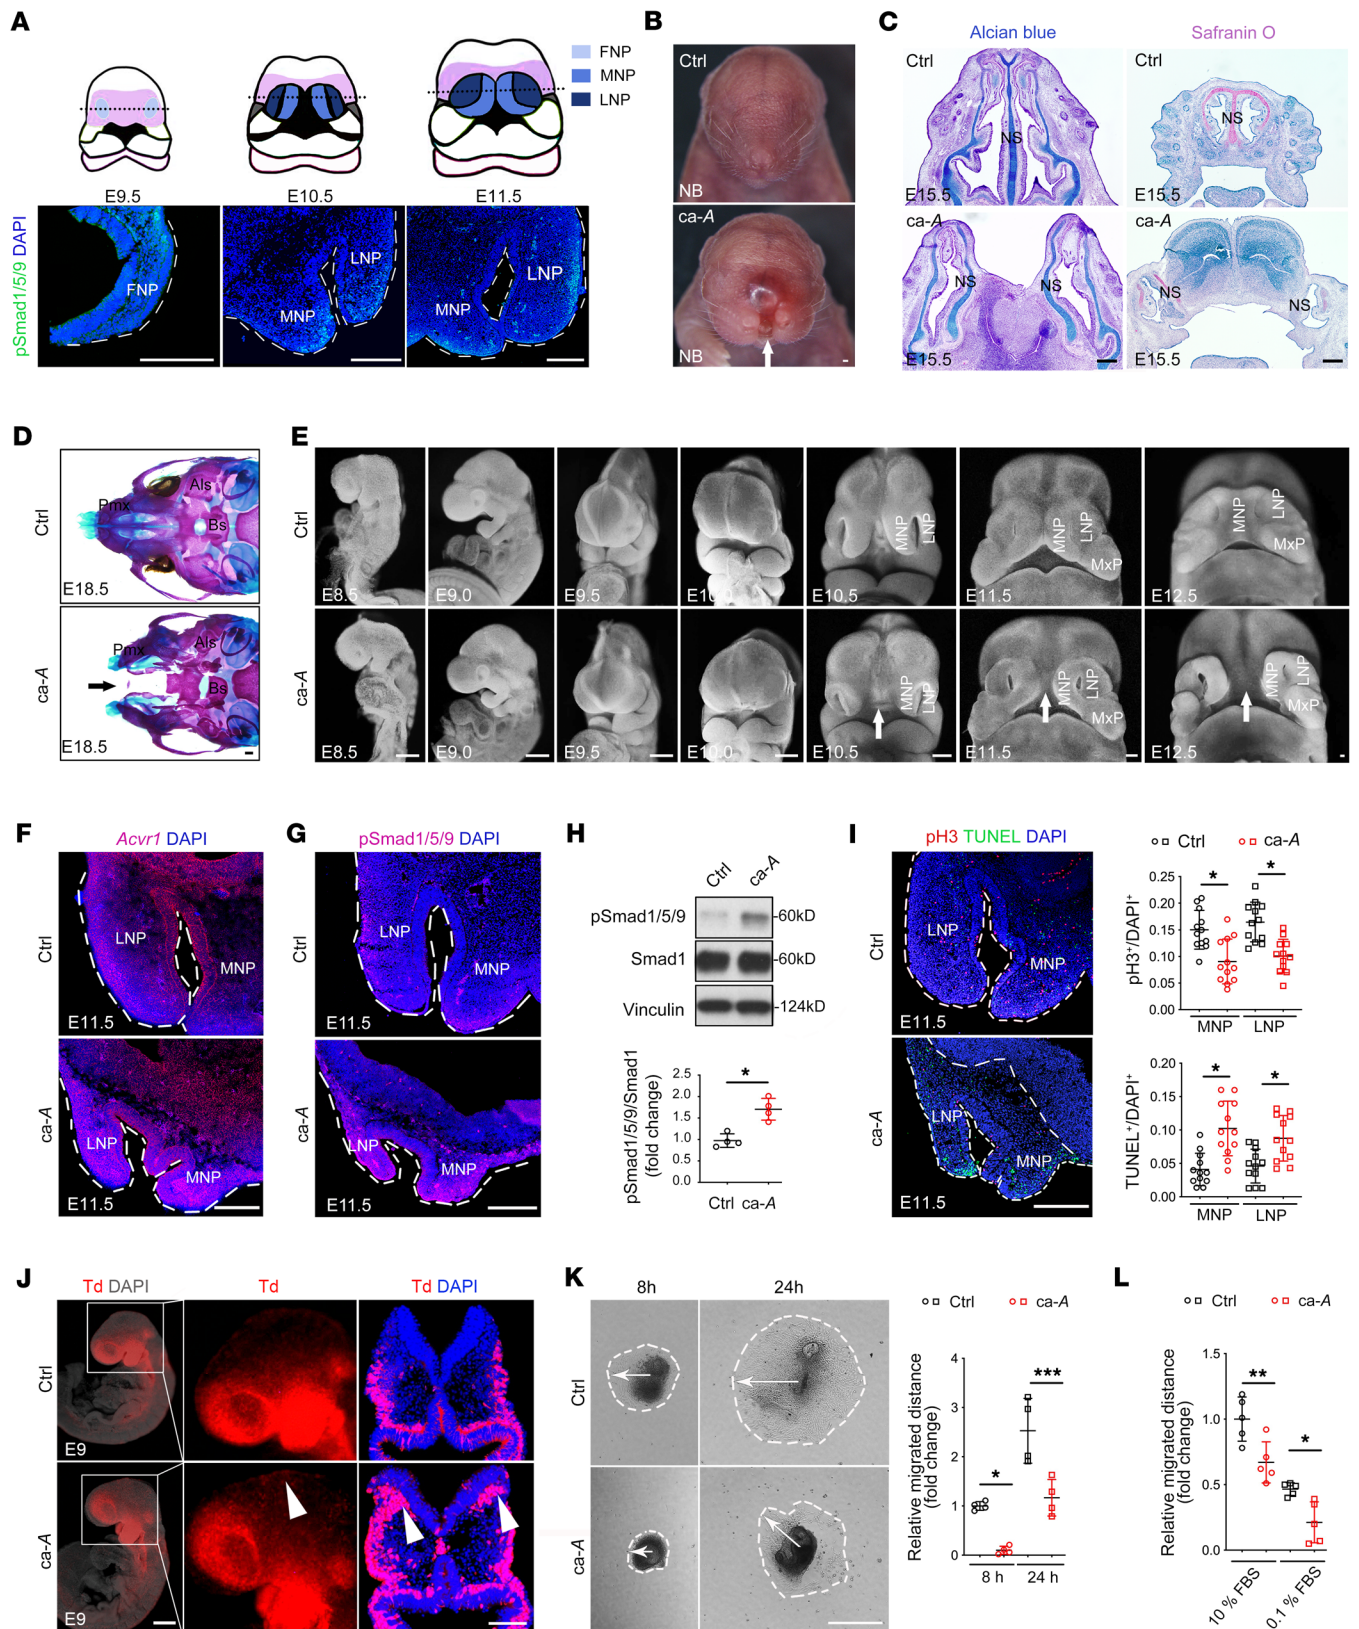 A
FNP
MNP
LNP
E9.5
E10.5
E11.5
pSmad1/5/9 DAPI
FNP
MNP
LNP
MNP
LNP
B
Ctrl
NB
ca-A
NB
C
Alcian blue
Safranin O
Ctrl
NS
E15.5
Ctrl
NS
E15.5
ca-A
NS
NS
E15.5
ca-A
NS
NS
E15.5
D
Ctrl
Pmx
Als
Bs
E18.5
ca-A
Pmx
Als
Bs
E18.5
E
Ctrl
E8.5
E9.0
E9.5
E10.0
E10.5
MNP
LNP
E11.5
MNP
LNP
MxP
E12.5
MNP
LNP
MxP
ca-A
E8.5
E9.0
E9.5
E10.0
E10.5
MNP
LNP
E11.5
MNP
LNP
MxP
E12.5
MNP
LNP
MxP
F
Acvr1 DAPI
Ctrl
LNP
MNP
E11.5
ca-A
LNP
MNP
E11.5
G
pSmad1/5/9 DAPI
Ctrl
LNP
MNP
E11.5
ca-A
LNP
MNP
E11.5
H
Ctrl
ca-A
pSmad1/5/9
-60kD
Smad1
-60kD
Vinculin
-124kD
pSmad1/5/9/Smad1
(fold change)
2.5
2.0
1.5
1.0
0.5
0.0
*
Ctrl ca-A
I
pH3 TUNEL DAPI
Ctrl
LNP
MNP
E11.5
ca-A
LNP
MNP
E11.5
Ctrl
ca-A
pH3+/DAPI+
0.25
0.20
0.15
0.10
0.05
0.00
*
*
MNP
LNP
TUNEL+/DAPI+
0.20
0.15
0.10
0.05
0.00
*
*
MNP
LNP
J
Td DAPI
Td
Td DAPI
Ctrl
E9
ca-A
E9
K
8h
24h
Ctrl
ca-A
Ctrl
ca-A
Relative migrated distance
(fold change)
4
3
2
1
0
*
***
8 h
24 h
L
Ctrl
ca-A
Relative migrated distance
(fold change)
1.5
1.0
0.5
0.0
**
*
10 % FBS
0.1 % FBS